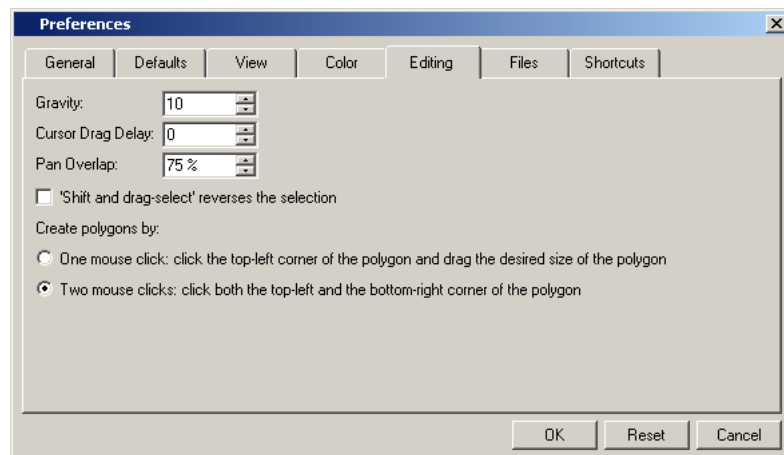 Preferences
General Defaults View Color Editing Files Shortcuts
Gravity: 10
Cursor Drag Delay: 0
Pan Overlap: 75 %
'Shift and drag-select' reverses the selection
Create polygons by:
One mouse click: click the top-left corner of the polygon and drag the desired size of the polygon
Two mouse clicks: click both the top-left and the bottom-right corner of the polygon
OK Reset Cancel